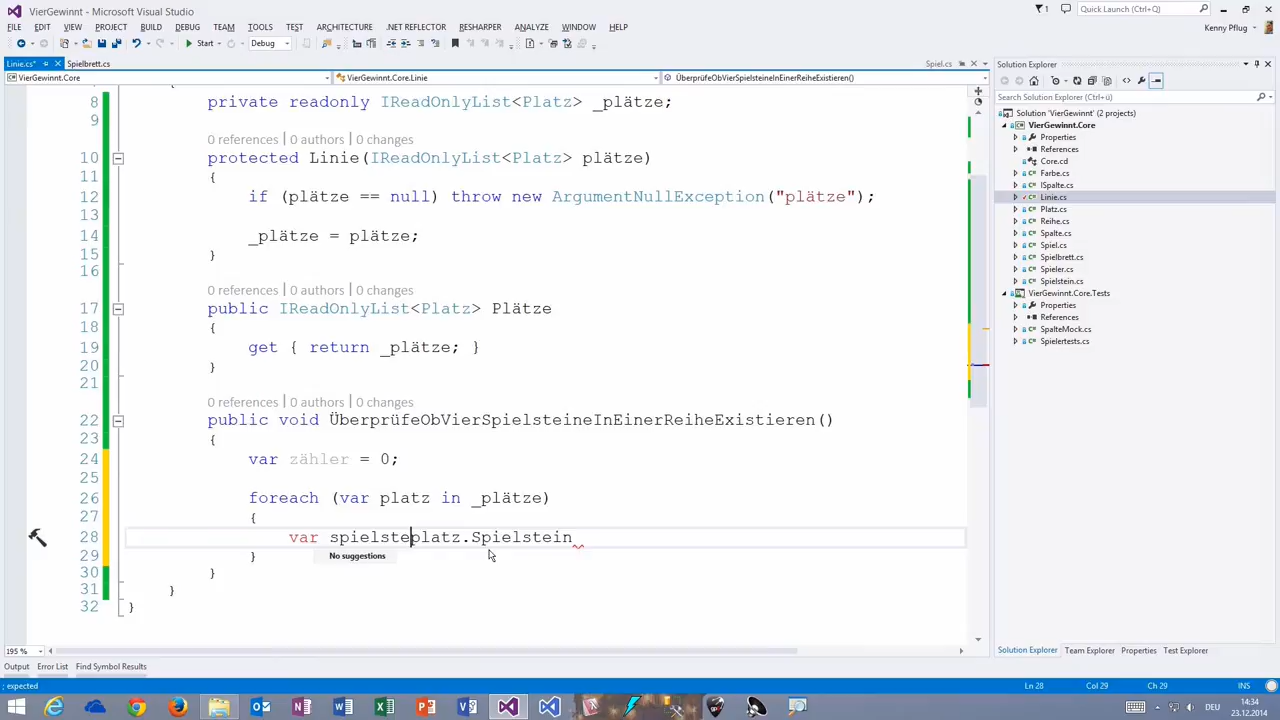 VierGewinnt - Microsoft Visual Studio
1
Quick Launch (Ctrl+Q)
FILE EDIT VIEW PROJECT BUILD DEBUG TEAM TOOLS TEST ARCHITECTURE .NET REFLECTOR RESHARPER ANALYZE WINDOW HELP
Kenny Pflug
Start Debug
Linie.cs* Spielbrett.cs Spiel.cs
VierGewinnt.Core VierGewinnt.Core.Linie ÜberprüfeObVierSpielsteineInEinerReiheExistieren()
8 private readonly IReadOnlyList<Platz> _plätze;
9
0 references | 0 authors | 0 changes
10 protected Linie(IReadOnlyList<Platz> plätze)
11 {
12 if (plätze == null) throw new ArgumentNullException("plätze");
13
14 _plätze = plätze;
15 }
16
0 references | 0 authors | 0 changes
17 public IReadOnlyList<Platz> Plätze
18 {
19 get { return _plätze; }
20 }
21
0 references | 0 authors | 0 changes
22 public void ÜberprüfeObVierSpielsteineInEinerReiheExistieren()
23 {
24 var zähler = 0;
25
26 foreach (var platz in _plätze)
27 {
28 var spielsteplatz.Spielstein
29 }
No suggestions
30 }
31 }
32 }
195 %
Solution Explorer
Search Solution Explorer (Ctrl+ü)
Solution 'VierGewinnt' (2 projects)
VierGewinnt.Core
Properties
References
Core.cd
Farbe.cs
ISpalte.cs
Linie.cs
Platz.cs
Reihe.cs
Spalte.cs
Spiel.cs
Spielbrett.cs
Spieler.cs
Spielstein.cs
VierGewinnt.Core.Tests
Properties
References
SpalteMock.cs
Spielertests.cs
Solution Explorer Team Explorer Properties Test Explorer
Output Error List Find Symbol Results
; expected
Ln 28 Col 29 Ch 29 INS
DEU
14:34
23.12.2014